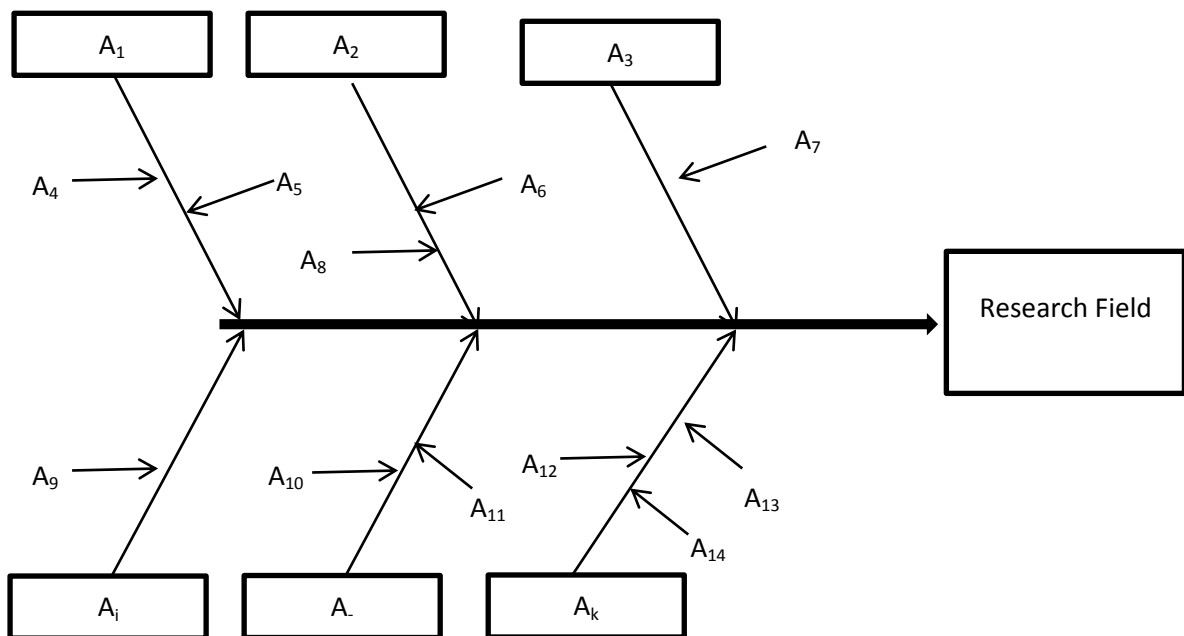 A₁
A₂
A₃
A₇
A₄
A₅
A₆
A₈
Research Field
A₉
A₁₀
A₁₁
A₁₂
A₁₃
A₁₄
Aᵢ
A₋
Aₖ